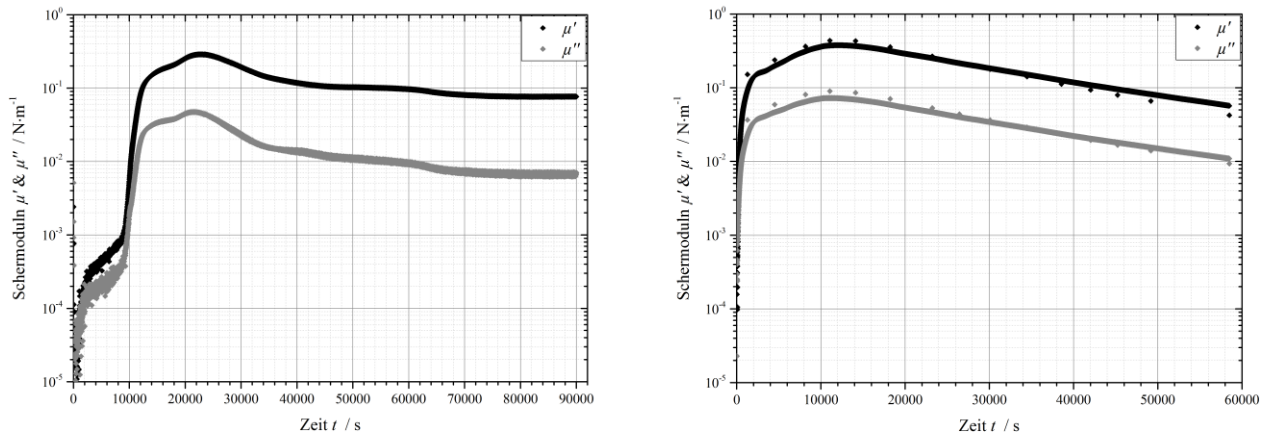 10⁰
10⁻¹
10⁻²
10⁻³
10⁻⁴
10⁻⁵
Schermoduln μ' & μ'' / N·m⁻¹
μ'
μ''
0 10000 20000 30000 40000 50000 60000 70000 80000 90000
Zeit t / s
10⁰
10⁻¹
10⁻²
10⁻³
10⁻⁴
10⁻⁵
Schermoduln μ' & μ'' / N·m⁻¹
μ'
μ''
0 10000 20000 30000 40000 50000 60000
Zeit t / s